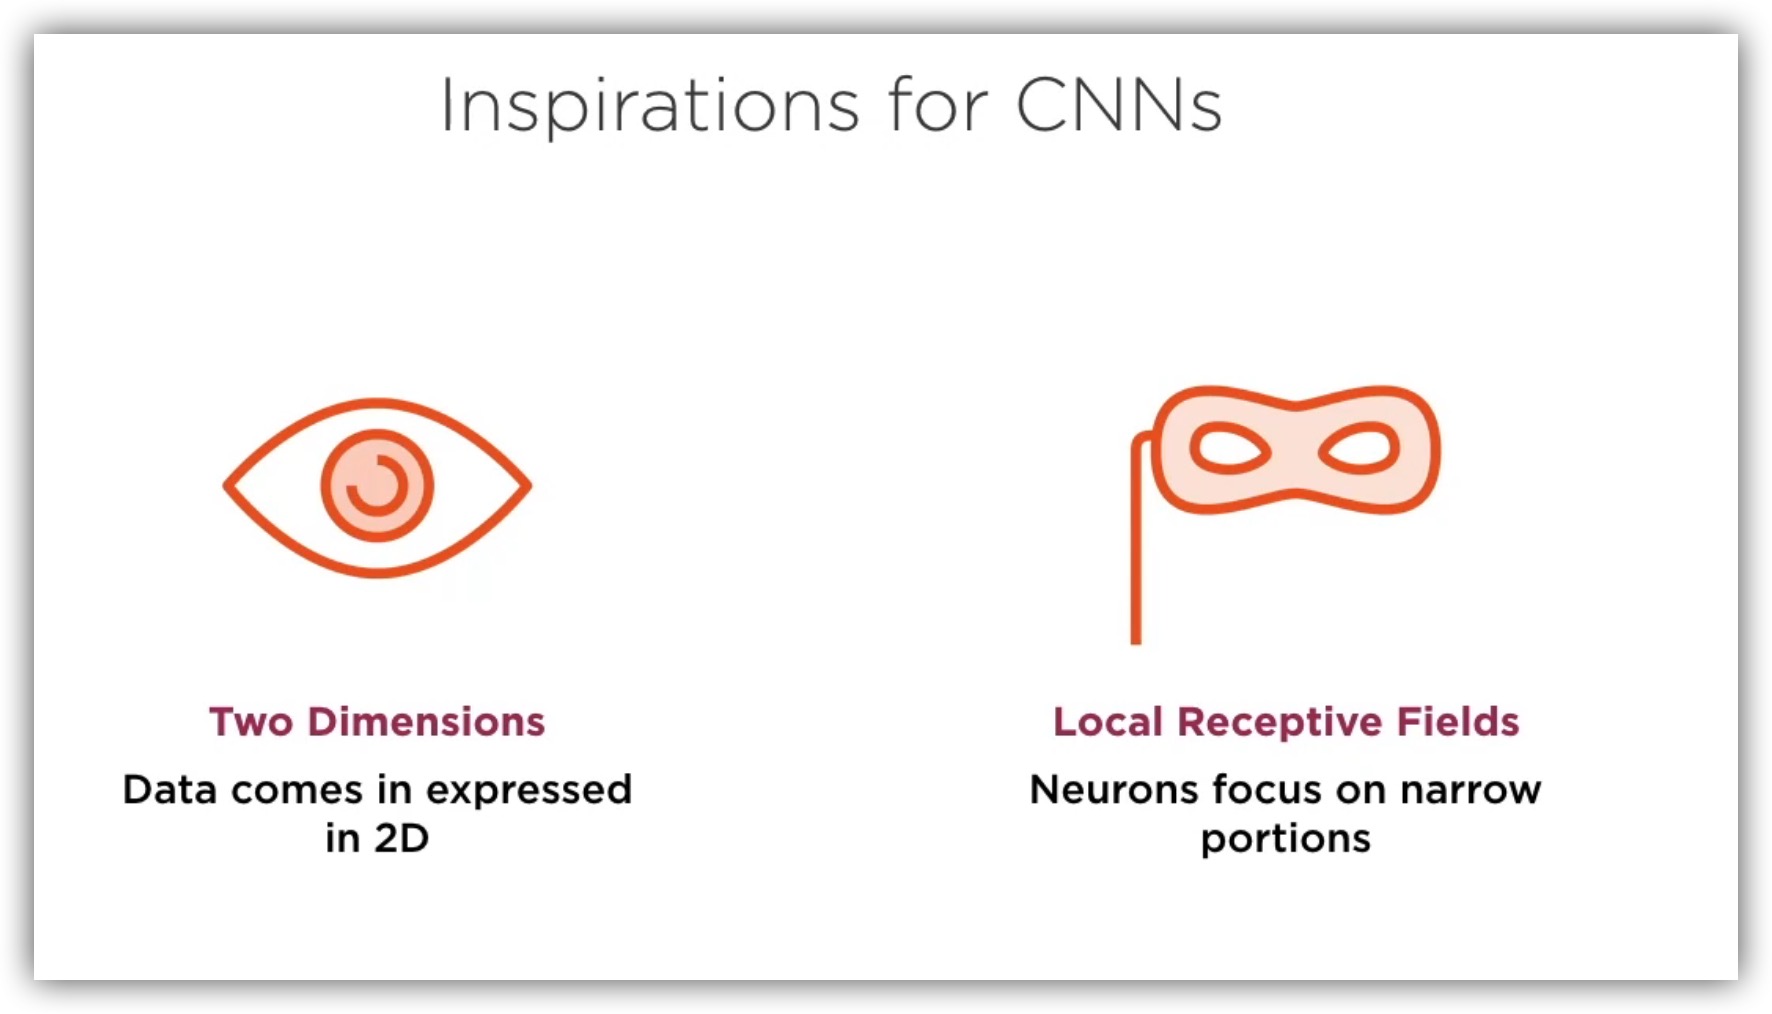 Inspirations for CNNs
Two Dimensions
Data comes in expressed
in 2D
Local Receptive Fields
Neurons focus on narrow
portions